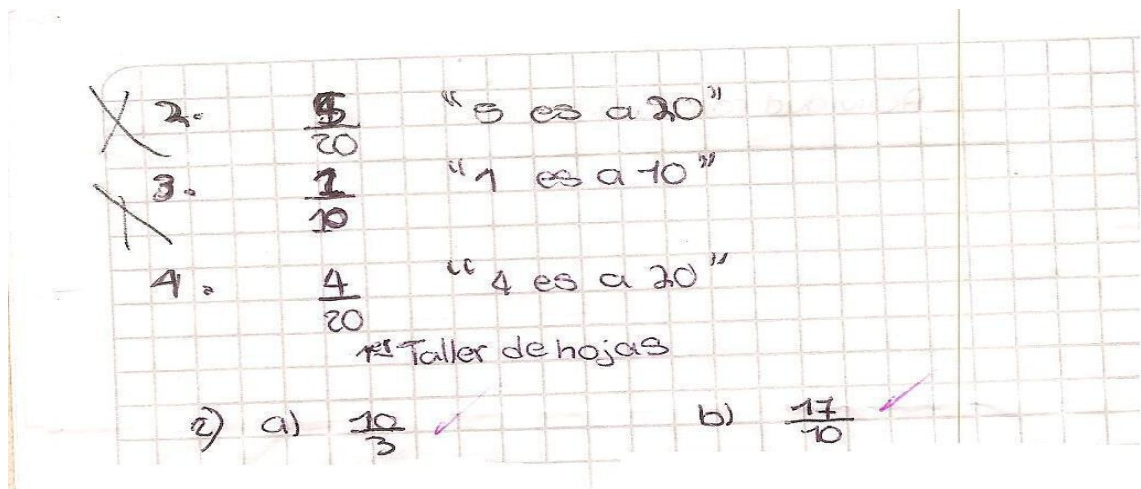 2. 5/20 “5 es a 20”
3. 1/10 “1 es a 10”
4. 4/20 “4 es a 20”
1er Taller de hojas
2) a) 10/3 b) 17/10